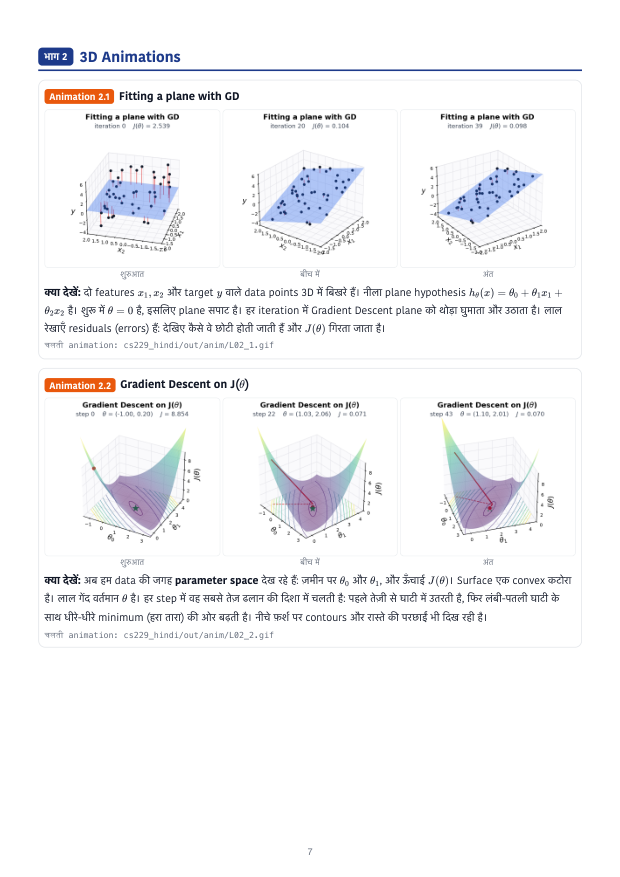 भाग 2 3D Animations
Animation 2.1 Fitting a plane with GD
Fitting a plane with GD
iteration 0 J(θ) = 2.539
Fitting a plane with GD
iteration 20 J(θ) = 0.104
Fitting a plane with GD
iteration 39 J(θ) = 0.098
शुरुआत
बीच में
अंत
क्या देखें: दो features x₁, x₂ और target y वाले data points 3D में बिखरे हैं। नीला plane hypothesis hθ(x) = θ₀ + θ₁x₁ +
θ₂x₂ है। शुरू में θ = 0 है, इसलिए plane सपाट है। हर iteration में Gradient Descent plane को थोड़ा घुमाता और उठाता है। लाल
रेखाएँ residuals (errors) हैं: देखिए कैसे वे छोटी होती जाती हैं और J(θ) गिरता जाता है।
चलती animation: cs229_hindi/out/anim/L02_1.gif
Animation 2.2 Gradient Descent on J(θ)
Gradient Descent on J(θ)
step 0 θ = (-1.00, 0.20) J = 8.854
Gradient Descent on J(θ)
step 22 θ = (1.03, 2.06) J = 0.071
Gradient Descent on J(θ)
step 43 θ = (1.10, 2.01) J = 0.070
शुरुआत
बीच में
अंत
क्या देखें: अब हम data की जगह parameter space देख रहे हैं: जमीन पर θ₀ और θ₁, और ऊँचाई J(θ)। Surface एक convex कटोरा
है। लाल गेंद वर्तमान θ है। हर step में वह सबसे तेज ढलान की दिशा में चलती है: पहले तेजी से घाटी में उतरती है, फिर लंबी-पतली घाटी के
साथ धीरे-धीरे minimum (हरा तारा) की ओर बढ़ती है। नीचे फ़र्श पर contours और रास्ते की परछाई भी दिख रही है।
चलती animation: cs229_hindi/out/anim/L02_2.gif
7